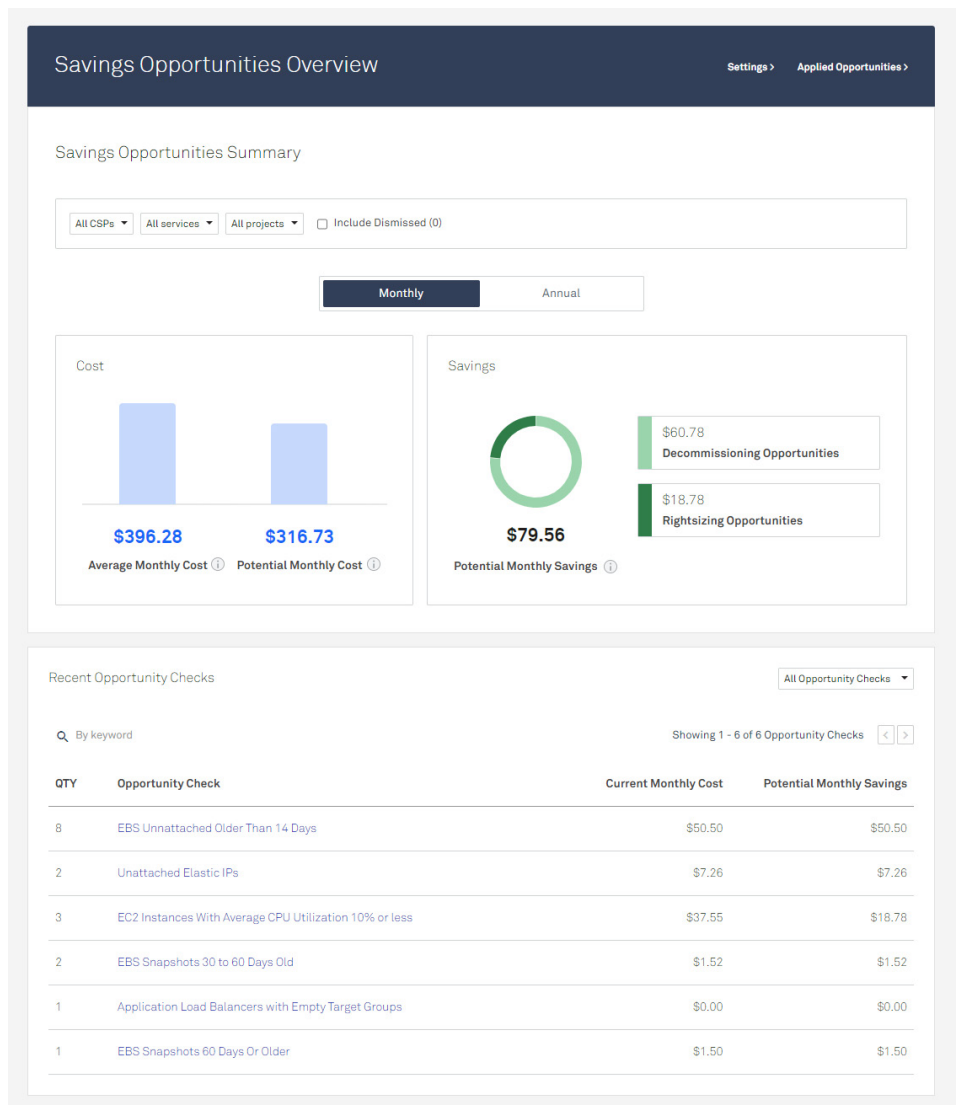 Savings Opportunities Overview
Settings > Applied Opportunities >
Savings Opportunities Summary
All CSPs All services All projects Include Dismissed (0)
Monthly Annual
Cost
$396.28 $316.73
Average Monthly Cost i Potential Monthly Cost i
Savings
$79.56
Potential Monthly Savings i
$60.78
Decommissioning Opportunities
$18.78
Rightsizing Opportunities
Recent Opportunity Checks
All Opportunity Checks
By keyword
Showing 1 - 6 of 6 Opportunity Checks < >
QTY Opportunity Check Current Monthly Cost Potential Monthly Savings
8 EBS Unnattached Older Than 14 Days $50.50 $50.50
2 Unattached Elastic IPs $7.26 $7.26
3 EC2 Instances With Average CPU Utilization 10% or less $37.55 $18.78
2 EBS Snapshots 30 to 60 Days Old $1.52 $1.52
1 Application Load Balancers with Empty Target Groups $0.00 $0.00
1 EBS Snapshots 60 Days Or Older $1.50 $1.50